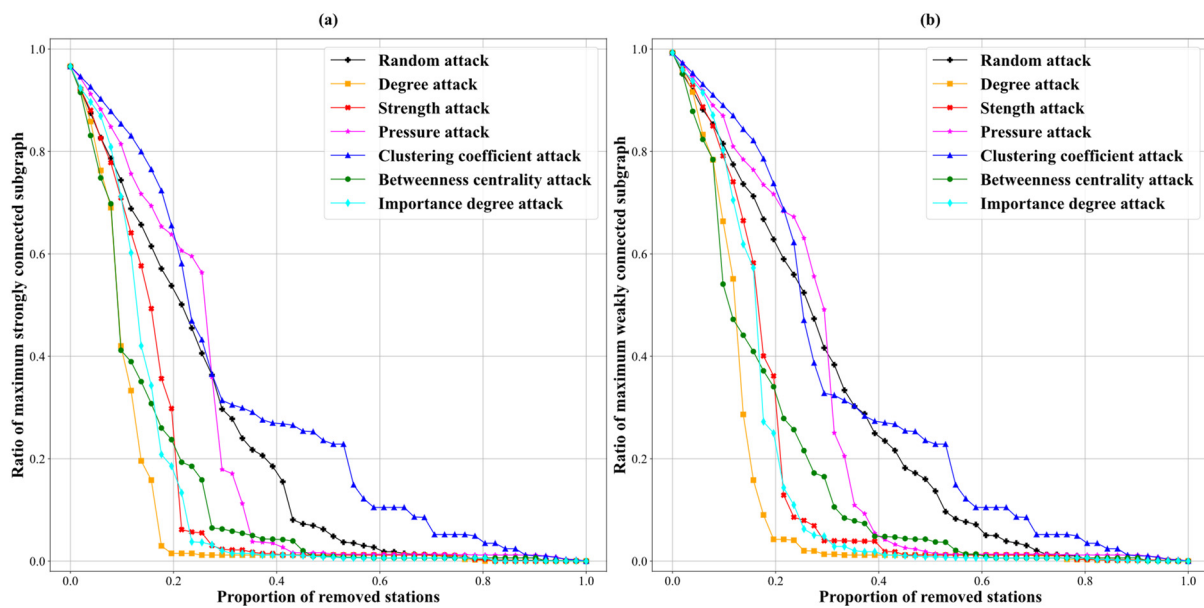 (a)
Ratio of maximum strongly connected subgraph
1.0
0.8
0.6
0.4
0.2
0.0
Random attack
Degree attack
Strength attack
Pressure attack
Clustering coefficient attack
Betweenness centrality attack
Importance degree attack
0.0 0.2 0.4 0.6 0.8 1.0
Proportion of removed stations
(b)
Ratio of maximum weakly connected subgraph
1.0
0.8
0.6
0.4
0.2
0.0
Random attack
Degree attack
Stength attack
Pressure attack
Clustering coefficient attack
Betweenness centrality attack
Importance degree attack
0.0 0.2 0.4 0.6 0.8 1.0
Proportion of removed stations